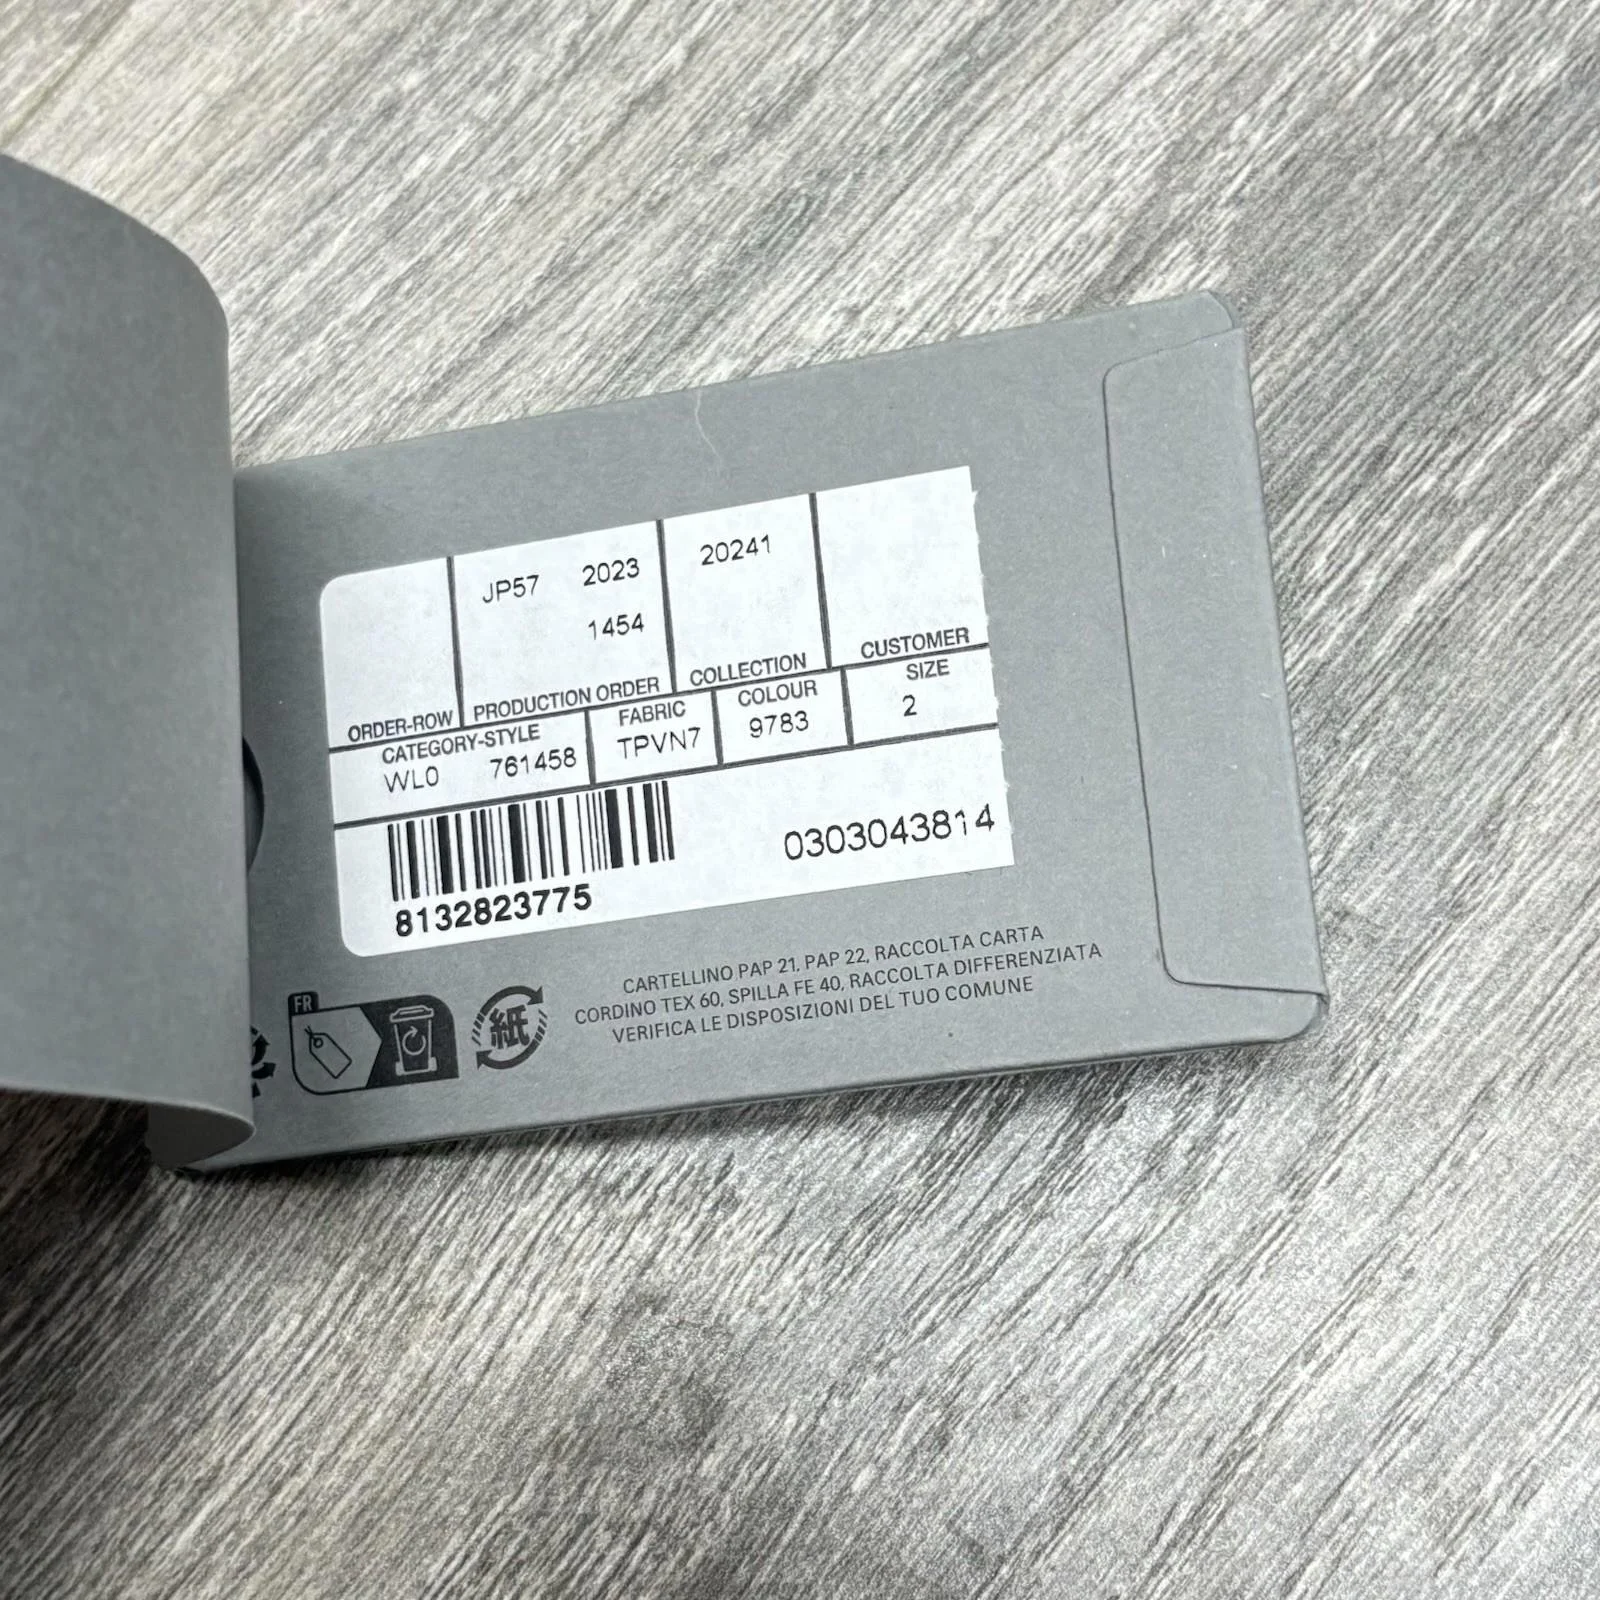 JP57 2023 20241
1454
ORDER-ROW PRODUCTION ORDER COLLECTION CUSTOMER
CATEGORY-STYLE FABRIC COLOUR SIZE
WL0 761458 TPVN7 9783 2
8132823775 0303043814
CARTELLINO PAP 21, PAP 22, RACCOLTA CARTA
CORDINO TEX 60, SPILLA FE 40, RACCOLTA DIFFERENZIATA
VERIFICA LE DISPOSIZIONI DEL TUO COMUNE
FR
紙